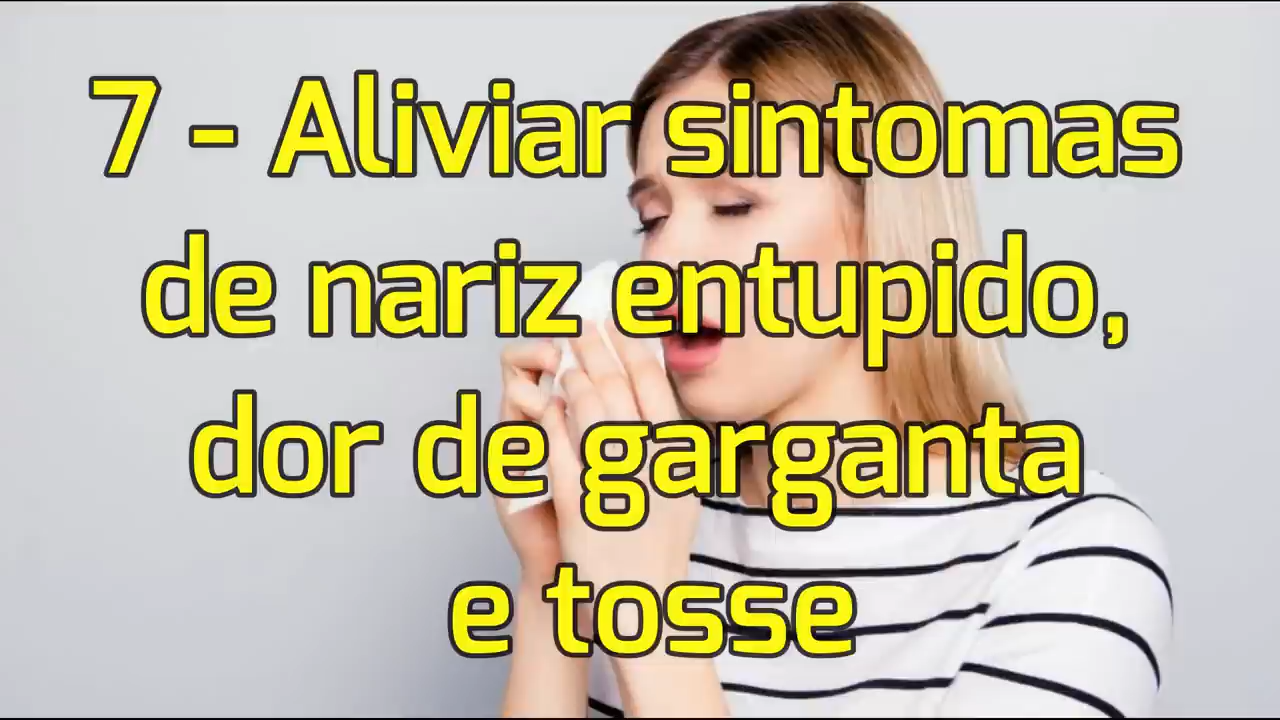 7 - Aliviar sintomas
de nariz entupido,
dor de garganta
e tosse